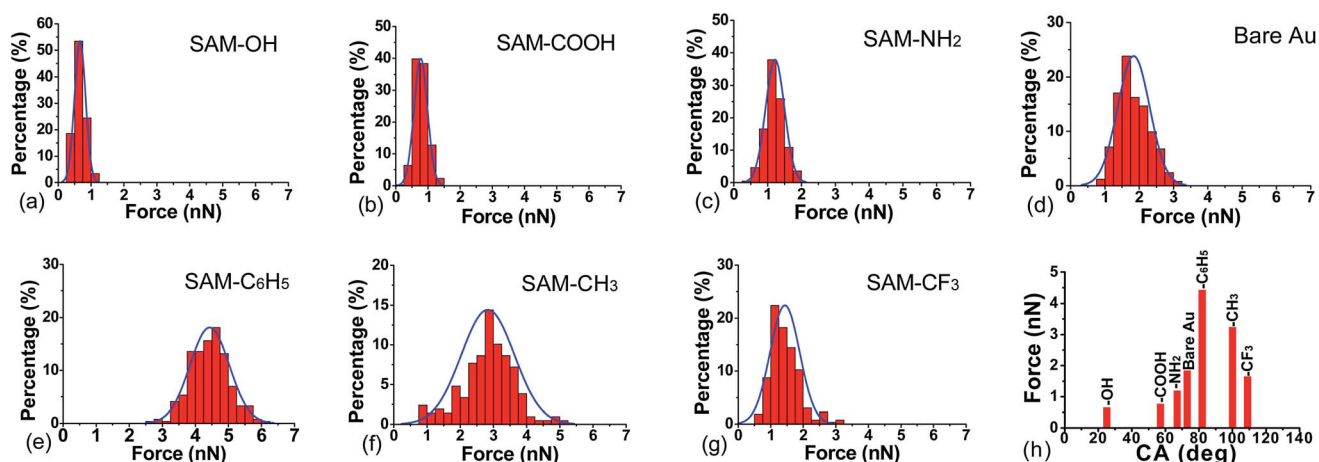 SAM-OH
Percentage (%)
60
50
40
30
20
10
0
0 1 2 3 4 5 6 7
Force (nN)
(a)
SAM-COOH
Percentage (%)
50
40
30
20
10
0
0 1 2 3 4 5 6 7
Force (nN)
(b)
SAM-NH2
Percentage (%)
50
40
30
20
10
0
0 1 2 3 4 5 6 7
Force (nN)
(c)
Bare Au
Percentage (%)
30
20
10
0
0 1 2 3 4 5 6 7
Force (nN)
(d)
SAM-C6H5
Percentage (%)
30
20
10
0
0 1 2 3 4 5 6 7
Force (nN)
(e)
SAM-CH3
Percentage (%)
20
15
10
5
0
0 1 2 3 4 5 6 7
Force (nN)
(f)
SAM-CF3
Percentage (%)
30
20
10
0
0 1 2 3 4 5 6 7
Force (nN)
(g)
Force (nN)
5
4
3
2
1
0
-OH
-COOH
-NH2
Bare Au
-C6H5
-CH3
-CF3
0 20 40 60 80 100 120 140
CA (deg)
(h)